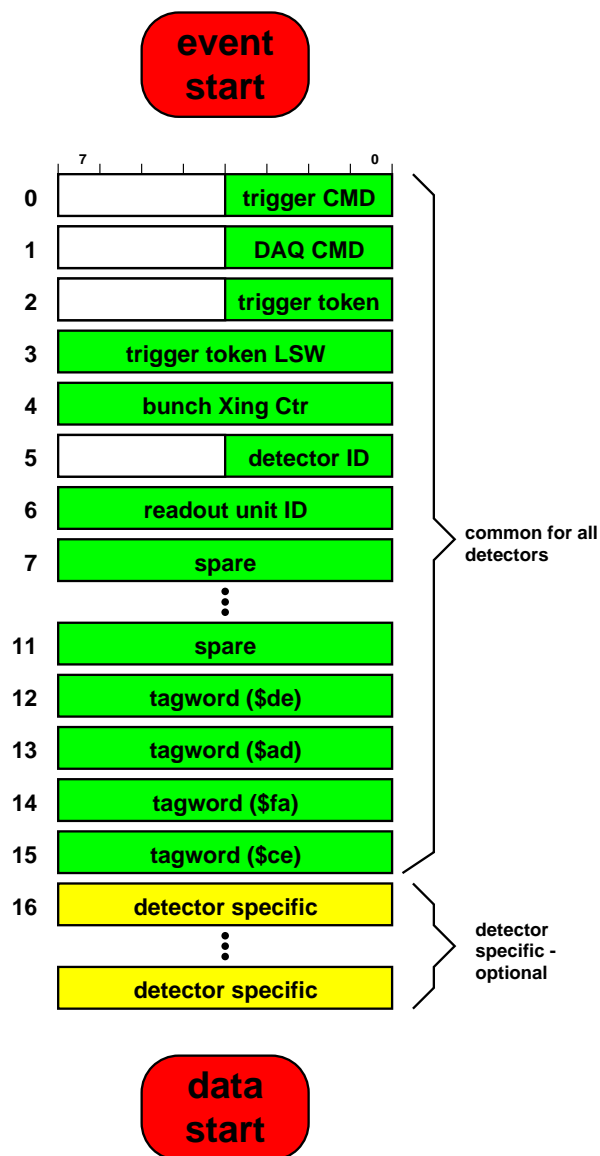 event
start
7 0
0 trigger CMD
1 DAQ CMD
2 trigger token
3 trigger token LSW
4 bunch Xing Ctr
5 detector ID
6 readout unit ID
common for all
detectors
7 spare
11 spare
12 tagword ($de)
13 tagword ($ad)
14 tagword ($fa)
15 tagword ($ce)
16 detector specific
detector
specific -
optional
detector specific
data
start